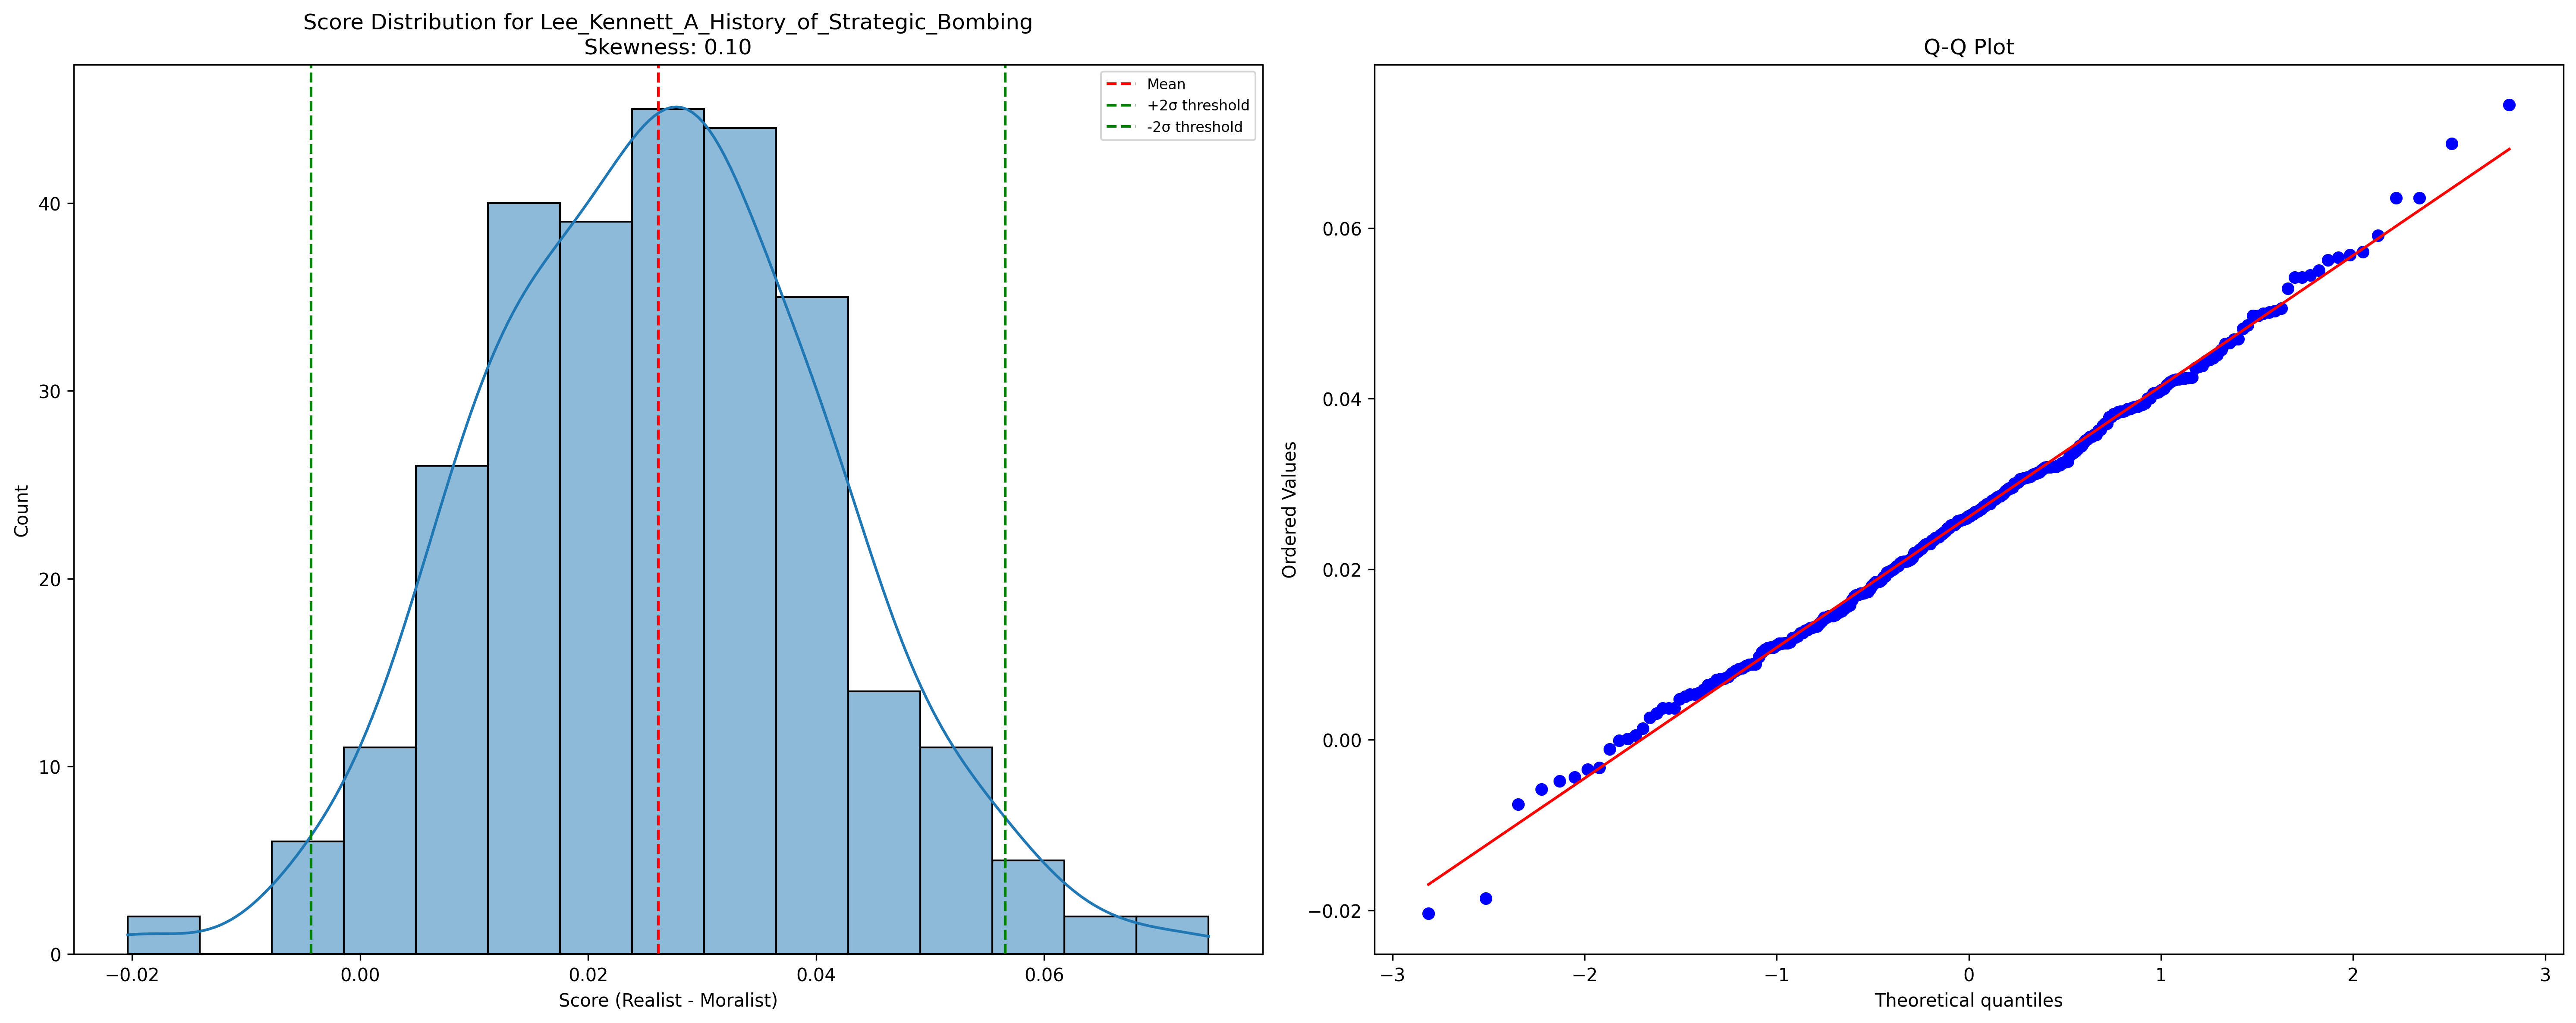 Score Distribution for Lee_Kennett_A_History_of_Strategic_Bombing
Skewness: 0.10
Mean
+2σ threshold
-2σ threshold
Count
0
10
20
30
40
−0.02
0.00
0.02
0.04
0.06
Score (Realist - Moralist)
Q-Q Plot
Ordered Values
0.06
0.04
0.02
0.00
−0.02
−3
−2
−1
0
1
2
3
Theoretical quantiles